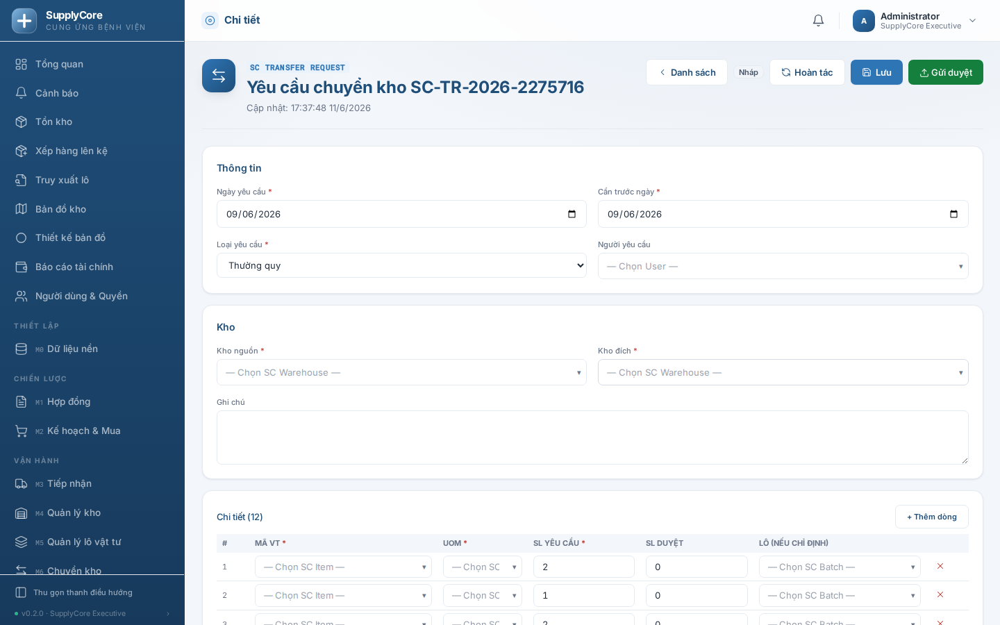 SupplyCore
CUNG ỨNG BỆNH VIỆN
Tổng quan
Cảnh báo
Tồn kho
Xếp hàng lên kệ
Truy xuất lô
Bản đồ kho
Thiết kế bản đồ
Báo cáo tài chính
Người dùng & Quyền
THIẾT LẬP
M0 Dữ liệu nền
CHIẾN LƯỢC
M1 Hợp đồng
M2 Kế hoạch & Mua
VẬN HÀNH
M3 Tiếp nhận
M4 Quản lý kho
M5 Quản lý lô vật tư
M6 Chuyển kho
Thu gọn thanh điều hướng
v0.2.0 · SupplyCore Executive ›
Chi tiết
A
Administrator
SupplyCore Executive
SC TRANSFER REQUEST
Yêu cầu chuyển kho SC-TR-2026-2275716
Cập nhật: 17:37:48 11/6/2026
Danh sách
Nháp
Hoàn tác
Lưu
Gửi duyệt
Thông tin
Ngày yêu cầu * Cần trước ngày *
09/06/2026 09/06/2026
Loại yêu cầu * Người yêu cầu
Thường quy — Chọn User —
Kho
Kho nguồn * Kho đích *
— Chọn SC Warehouse — — Chọn SC Warehouse —
Ghi chú
Chi tiết (12) + Thêm dòng
# MÃ VT * UOM * SL YÊU CẦU * SL DUYỆT LÔ (NẾU CHỈ ĐỊNH)
1 — Chọn SC Item — — Chọn SC 2 0 — Chọn SC Batch —
2 — Chọn SC Item — — Chọn SC 1 0 — Chọn SC Batch —
3 — Chọn SC Item — — Chọn SC 2 0 — Chọn SC Batch —